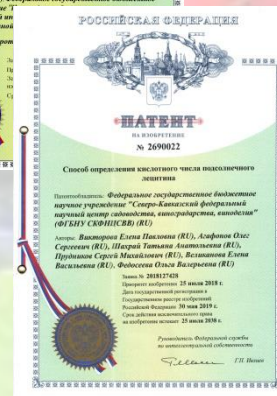 РОССИЙСКАЯ ФЕДЕРАЦИЯ
ПАТЕНТ
НА ИЗОБРЕТЕНИЕ
№ 2690022
Способ определения кислотного числа подсолнечного
лецитина
Патентообладатель: Федеральное государственное бюджетное
научное учреждение "Северо-Кавказский федеральный
научный центр садоводства, виноградарства, виноделия"
(ФГБНУ СКФНЦСВВ) (RU)
Авторы: Викторова Елена Павловна (RU), Агафонов Олег
Сергеевич (RU), Шахрай Татьяна Анатольевна (RU),
Прудников Сергей Михайлович (RU), Великанова Елена
Васильевна (RU), Федосеева Ольга Валерьевна (RU)
Заявка № 2018127428
Приоритет изобретения 25 июля 2018 г.
Дата государственной регистрации в
Государственном реестре изобретений
Российской Федерации 30 мая 2019 г.
Срок действия исключительного права
на изобретение истекает 25 июля 2038 г.
Руководитель Федеральной службы
по интеллектуальной собственности
Г.П. Ивлиев